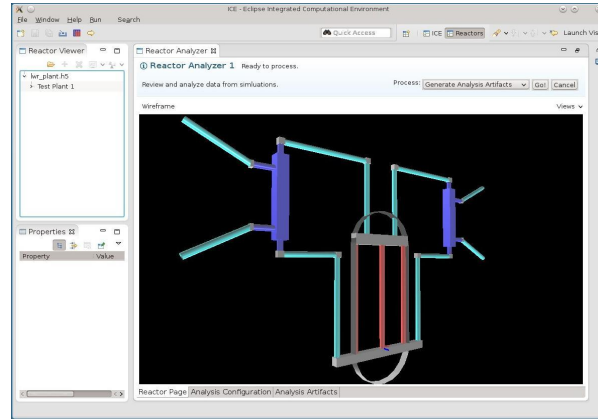 ICE - Eclipse Integrated Computational Environment
File Window Help Run Search
Quick Access ICE Reactors Launch Vis
Reactor Viewer
lwr_plant.h5
Test Plant 1
Properties
Property Value
Reactor Analyzer
Reactor Analyzer 1 Ready to process.
Review and analyze data from simluations. Process: Generate Analysis Artifacts Go! Cancel
Wireframe Views
Reactor Page Analysis Configuration Analysis Artifacts